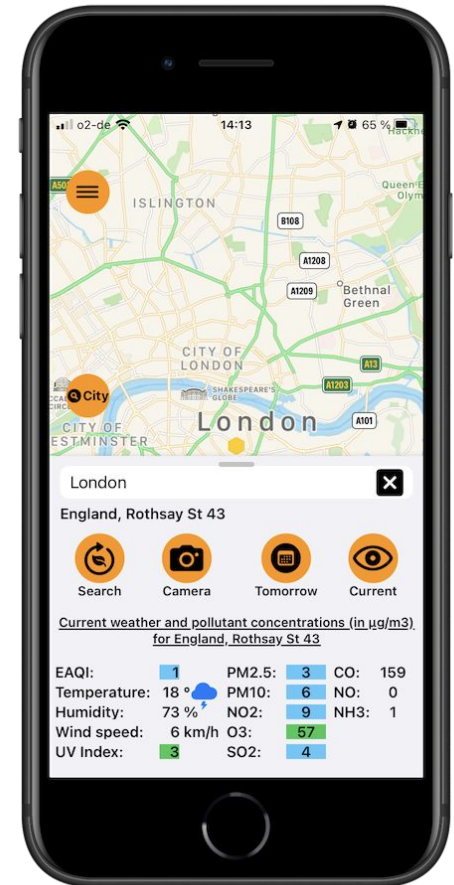 o2-de 14:13 65 %
Hackne
A50
ISLINGTON
Queen E
Olym
B108
A1208
A1209
Bethnal
Green
CITY OF
LONDON
A13
A1203
City
SHAKESPEARE'S
GLOBE
London
A101
CITY OF
ESTMINSTER
London
England, Rothsay St 43
Search Camera Tomorrow Current
Current weather and pollutant concentrations (in µg/m3)
for England, Rothsay St 43
EAQI: 1 PM2.5: 3 CO: 159
Temperature: 18 ° PM10: 6 NO: 0
Humidity: 73 % NO2: 9 NH3: 1
Wind speed: 6 km/h O3: 57
UV Index: 3 SO2: 4